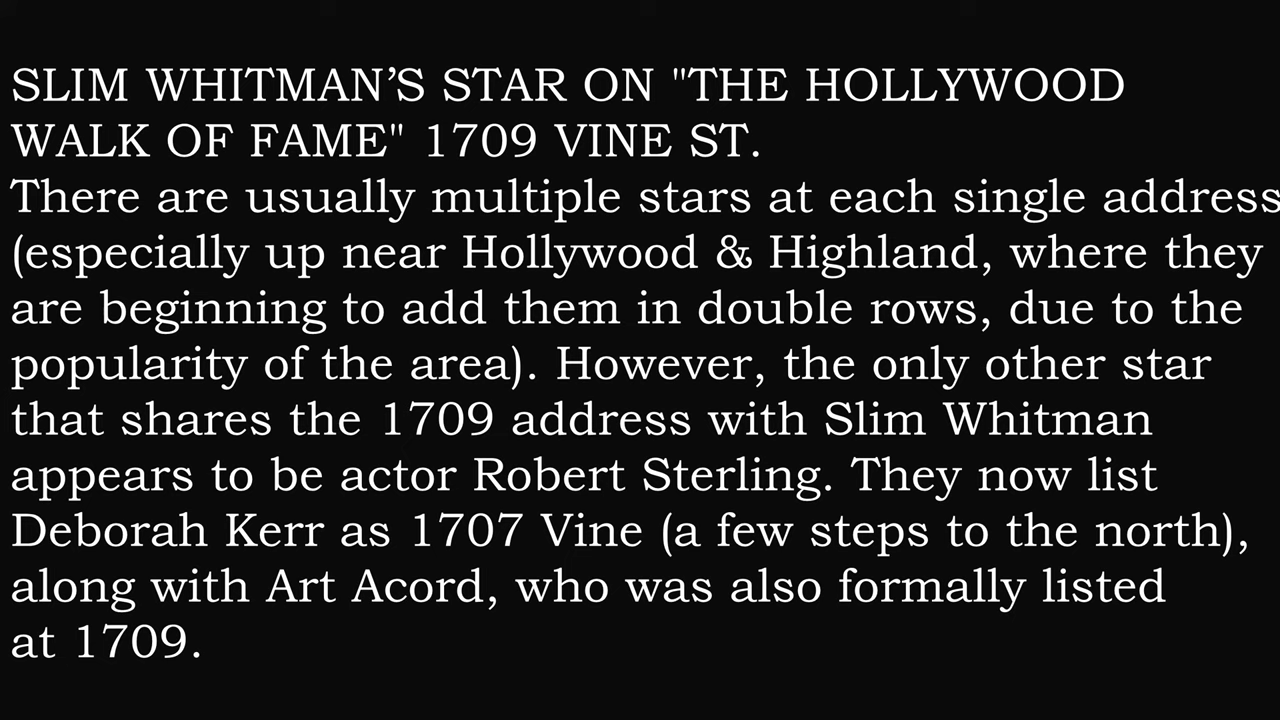 SLIM WHITMAN’S STAR ON "THE HOLLYWOOD
WALK OF FAME" 1709 VINE ST.
There are usually multiple stars at each single address
(especially up near Hollywood & Highland, where they
are beginning to add them in double rows, due to the
popularity of the area). However, the only other star
that shares the 1709 address with Slim Whitman
appears to be actor Robert Sterling. They now list
Deborah Kerr as 1707 Vine (a few steps to the north),
along with Art Acord, who was also formally listed
at 1709.